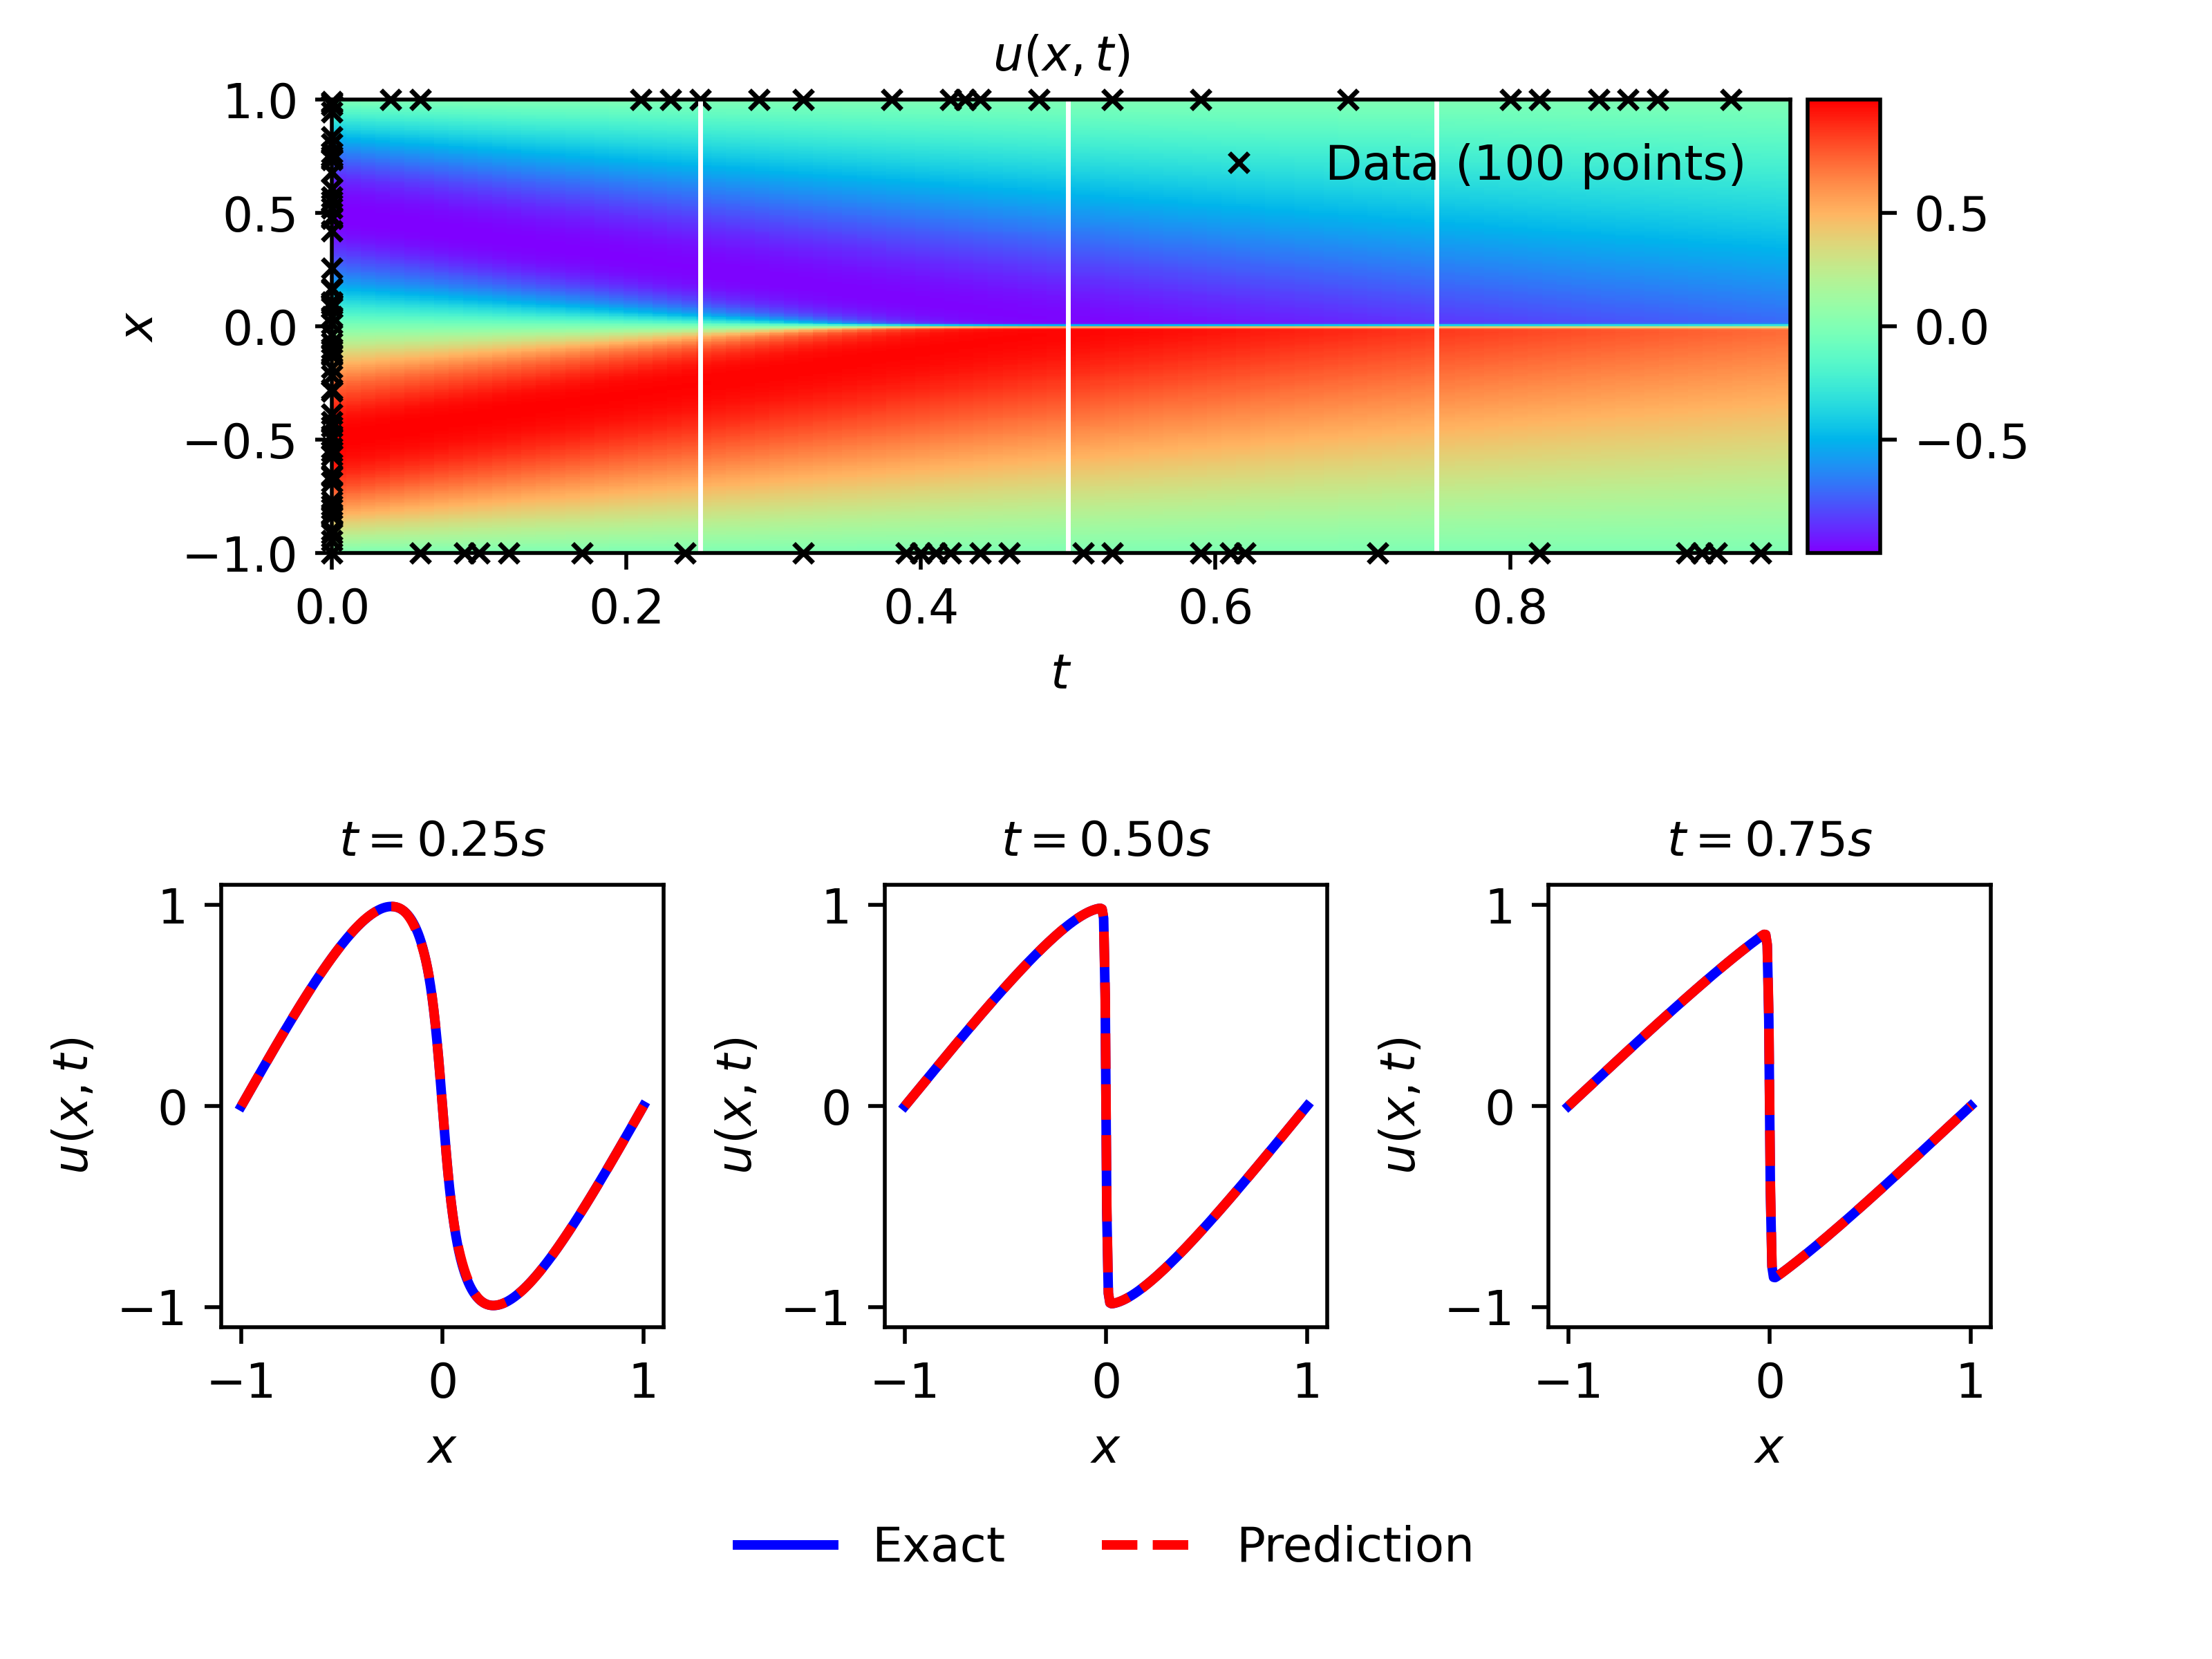 u(x, t)
1.0
0.5
0.0
−0.5
−1.0
x
Data (100 points)
0.5
0.0
−0.5
0.0 0.2 0.4 0.6 0.8
t
t = 0.25s
t = 0.50s
t = 0.75s
u(x, t)
1
0
−1
−1 0 1
x
u(x, t)
1
0
−1
−1 0 1
x
u(x, t)
1
0
−1
−1 0 1
x
Exact Prediction